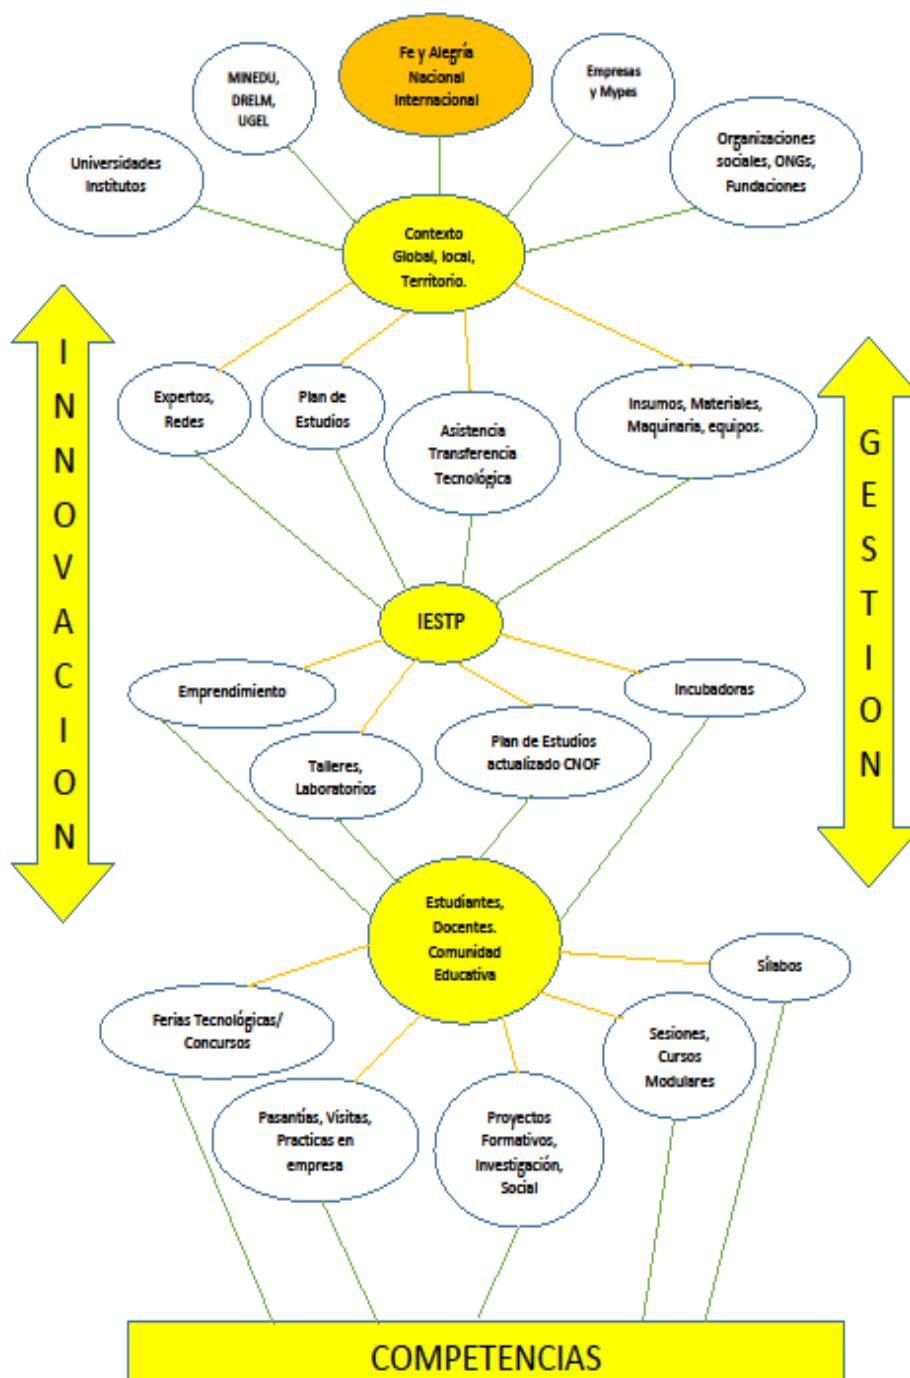 Fe y Alegría
Nacional
Internacional
MINEDU,
DRELM,
UGEL
Empresas
y Mypes
Universidades
Institutos
Organizaciones
sociales, ONGs,
Fundaciones
Contexto
Global, local,
Territorio.
INNOVACION
GESTION
Expertos,
Redes
Plan de
Estudios
Asistencia
Transferencia
Tecnológica
Insumos, Materiales,
Maquinaria, equipos.
IESTP
Emprendimiento
Talleres,
Laboratorios
Plan de Estudios
actualizado CNOF
Incubadoras
Estudiantes,
Docentes.
Comunidad
Educativa
Sílabos
Ferias Tecnológicas/
Concursos
Pasantías, Visitas,
Practicas en
empresa
Proyectos
Formativos,
Investigación,
Social
Sesiones,
Cursos
Modulares
COMPETENCIAS